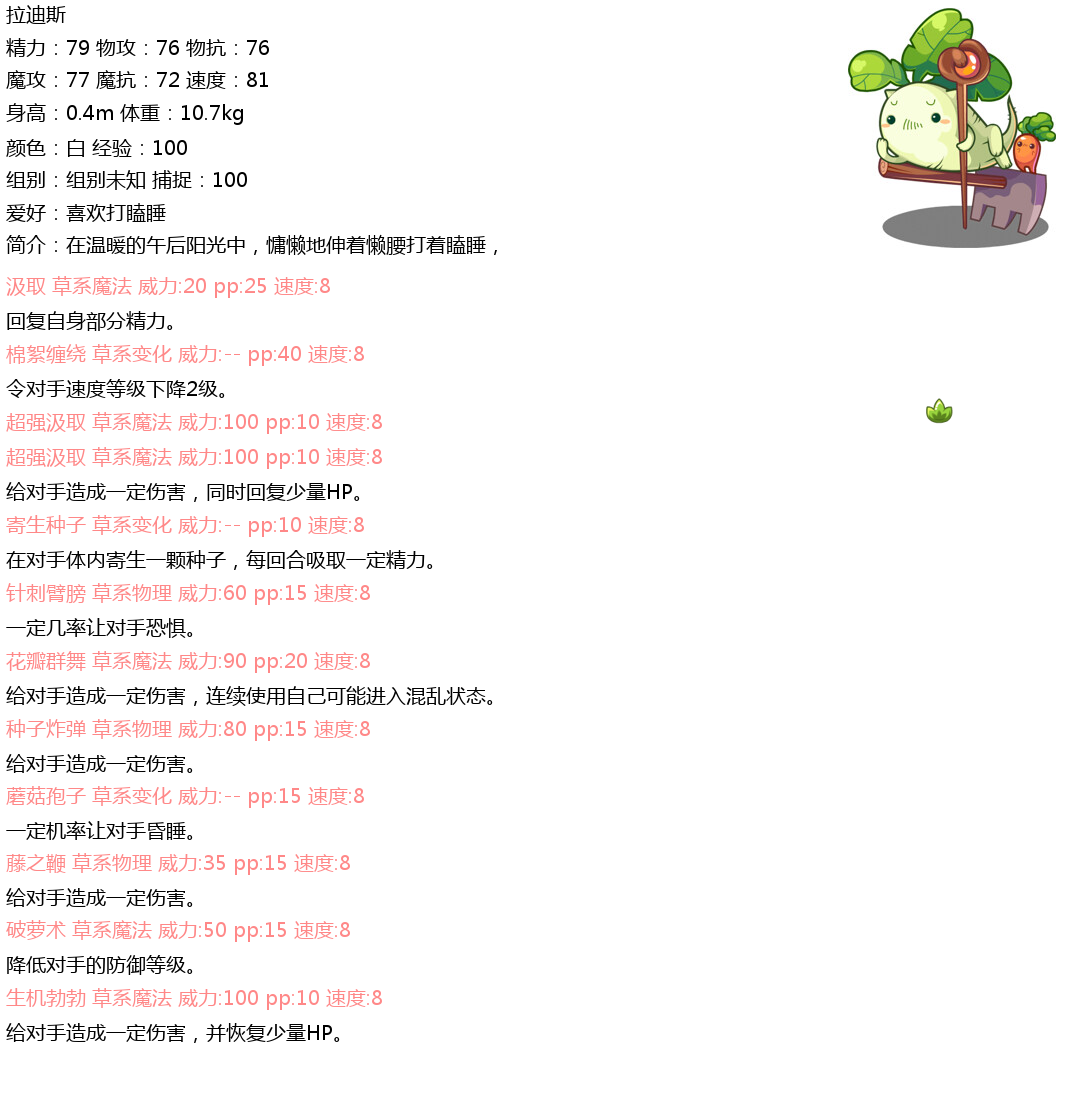 拉迪斯
精力：79 物攻：76 物抗：76
魔攻：77 魔抗：72 速度：81
身高：0.4m 体重：10.7kg
颜色：白 经验：100
组别：组别未知 捕捉：100
爱好：喜欢打瞌睡
简介：在温暖的午后阳光中，慵懒地伸着懒腰打着瞌睡，
汲取 草系魔法 威力:20 pp:25 速度:8
回复自身部分精力。
棉絮缠绕 草系变化 威力:-- pp:40 速度:8
令对手速度等级下降2级。
超强汲取 草系魔法 威力:100 pp:10 速度:8
超强汲取 草系魔法 威力:100 pp:10 速度:8
给对手造成一定伤害，同时回复少量HP。
寄生种子 草系变化 威力:-- pp:10 速度:8
在对手体内寄生一颗种子，每回合吸取一定精力。
针刺臂膀 草系物理 威力:60 pp:15 速度:8
一定几率让对手恐惧。
花瓣群舞 草系魔法 威力:90 pp:20 速度:8
给对手造成一定伤害，连续使用自己可能进入混乱状态。
种子炸弹 草系物理 威力:80 pp:15 速度:8
给对手造成一定伤害。
蘑菇孢子 草系变化 威力:-- pp:15 速度:8
一定机率让对手昏睡。
藤之鞭 草系物理 威力:35 pp:15 速度:8
给对手造成一定伤害。
破萝术 草系魔法 威力:50 pp:15 速度:8
降低对手的防御等级。
生机勃勃 草系魔法 威力:100 pp:10 速度:8
给对手造成一定伤害，并恢复少量HP。